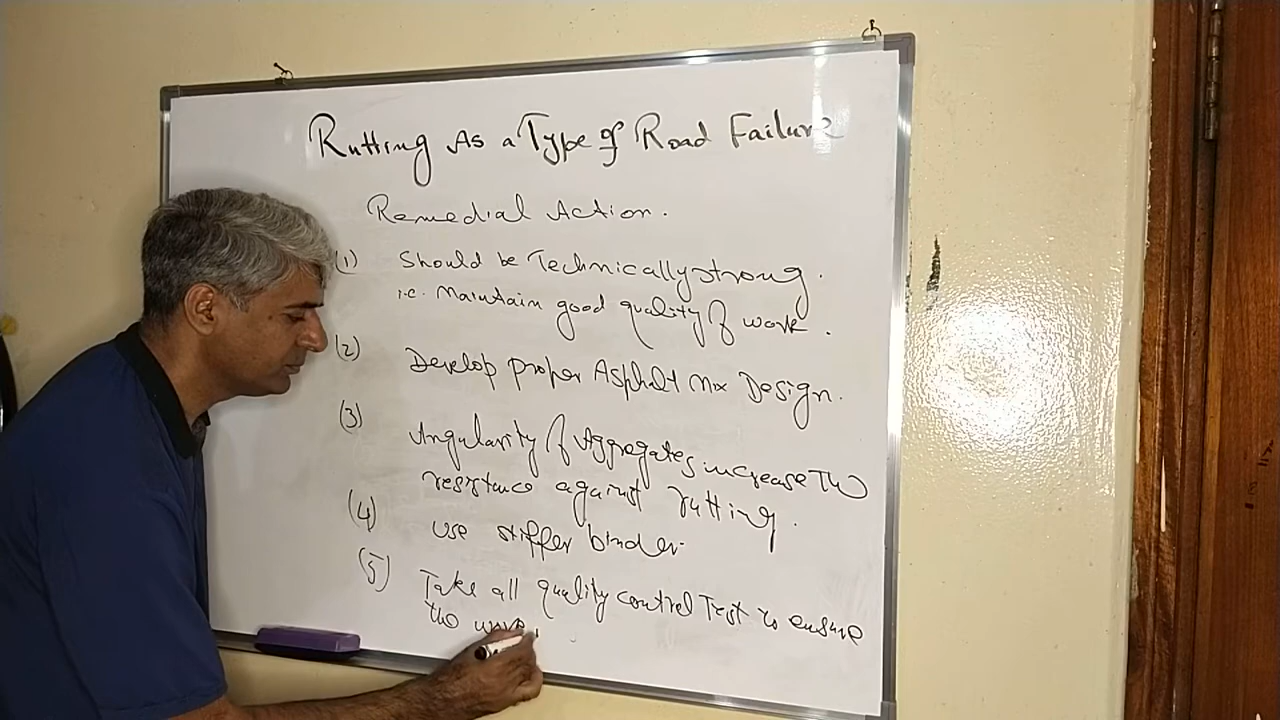 Rutting As a Type of Road Failure
Remedial Action.
(1) Should be Technically strong.
i.e. Maintain good quality of work.
(2) Develop proper Asphalt Mix Design.
(3) Angularity of Aggregates increase The
resistance against rutting.
(4) use stiffer binder.
(5) Take all quality control Test to ensure
the work